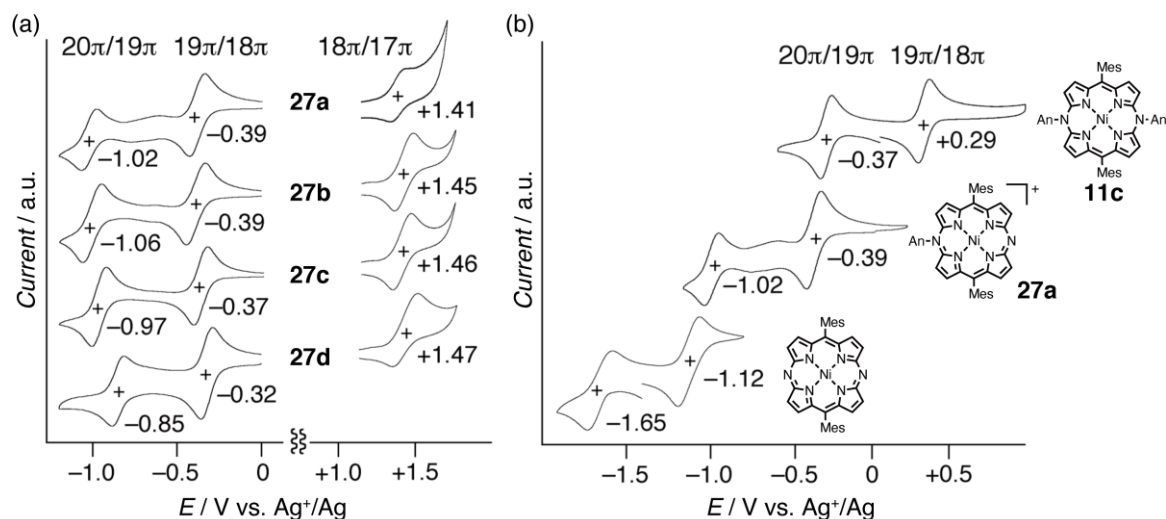 (a)
20π/19π 19π/18π 18π/17π
27a
+1.41
−0.39
−1.02
27b
+1.45
−0.39
−1.06
27c
+1.46
−0.37
−0.97
27d
+1.47
−0.32
−0.85
Current / a.u.
−1.0 −0.5 0 +1.0 +1.5
E / V vs. Ag⁺/Ag
(b)
20π/19π 19π/18π
−0.37
+0.29
Mes
N N
An N Ni N An
N N
Mes
11c
−1.02
−0.39
Mes
+
N N
An N Ni N
N N
Mes
27a
−1.65
−1.12
Mes
N N
N Ni N
N N
Mes
Current / a.u.
−1.5 −1.0 −0.5 0 +0.5
E / V vs. Ag⁺/Ag